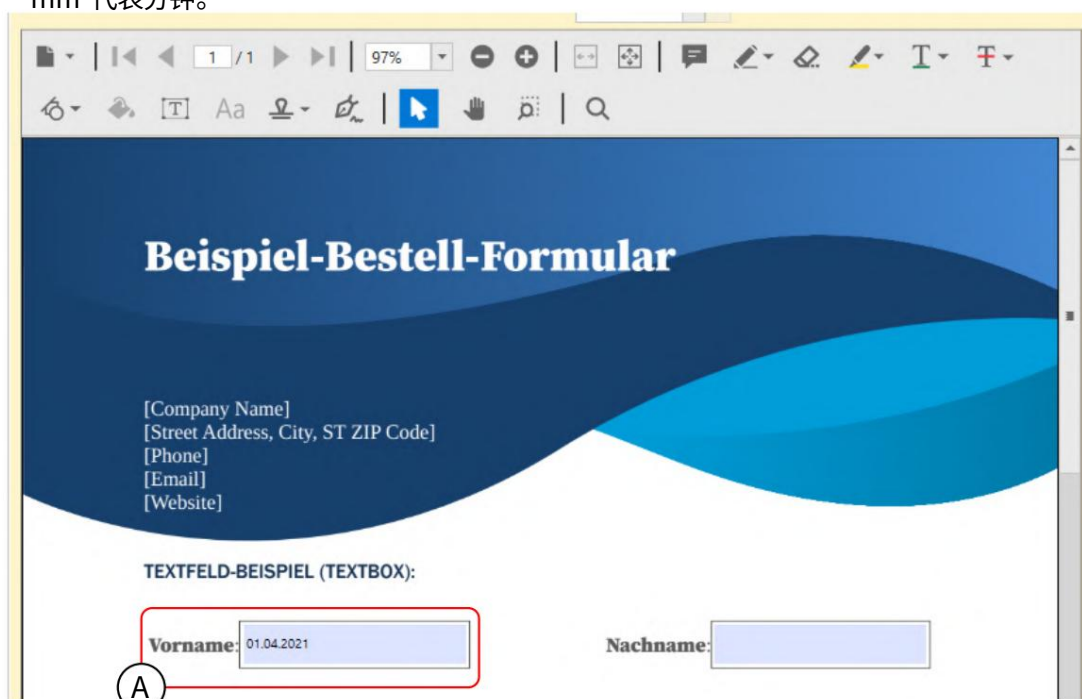 "mm"代表分钟。
1 / 1
97%
T
T
T
Aa
Beispiel-Bestell-Formular
[Company Name]
[Street Address, City, ST ZIP Code]
[Phone]
[Email]
[Website]
TEXTFELD-BEISPIEL (TEXTBOX):
Vorname: 01.04.2021
Nachname:
A